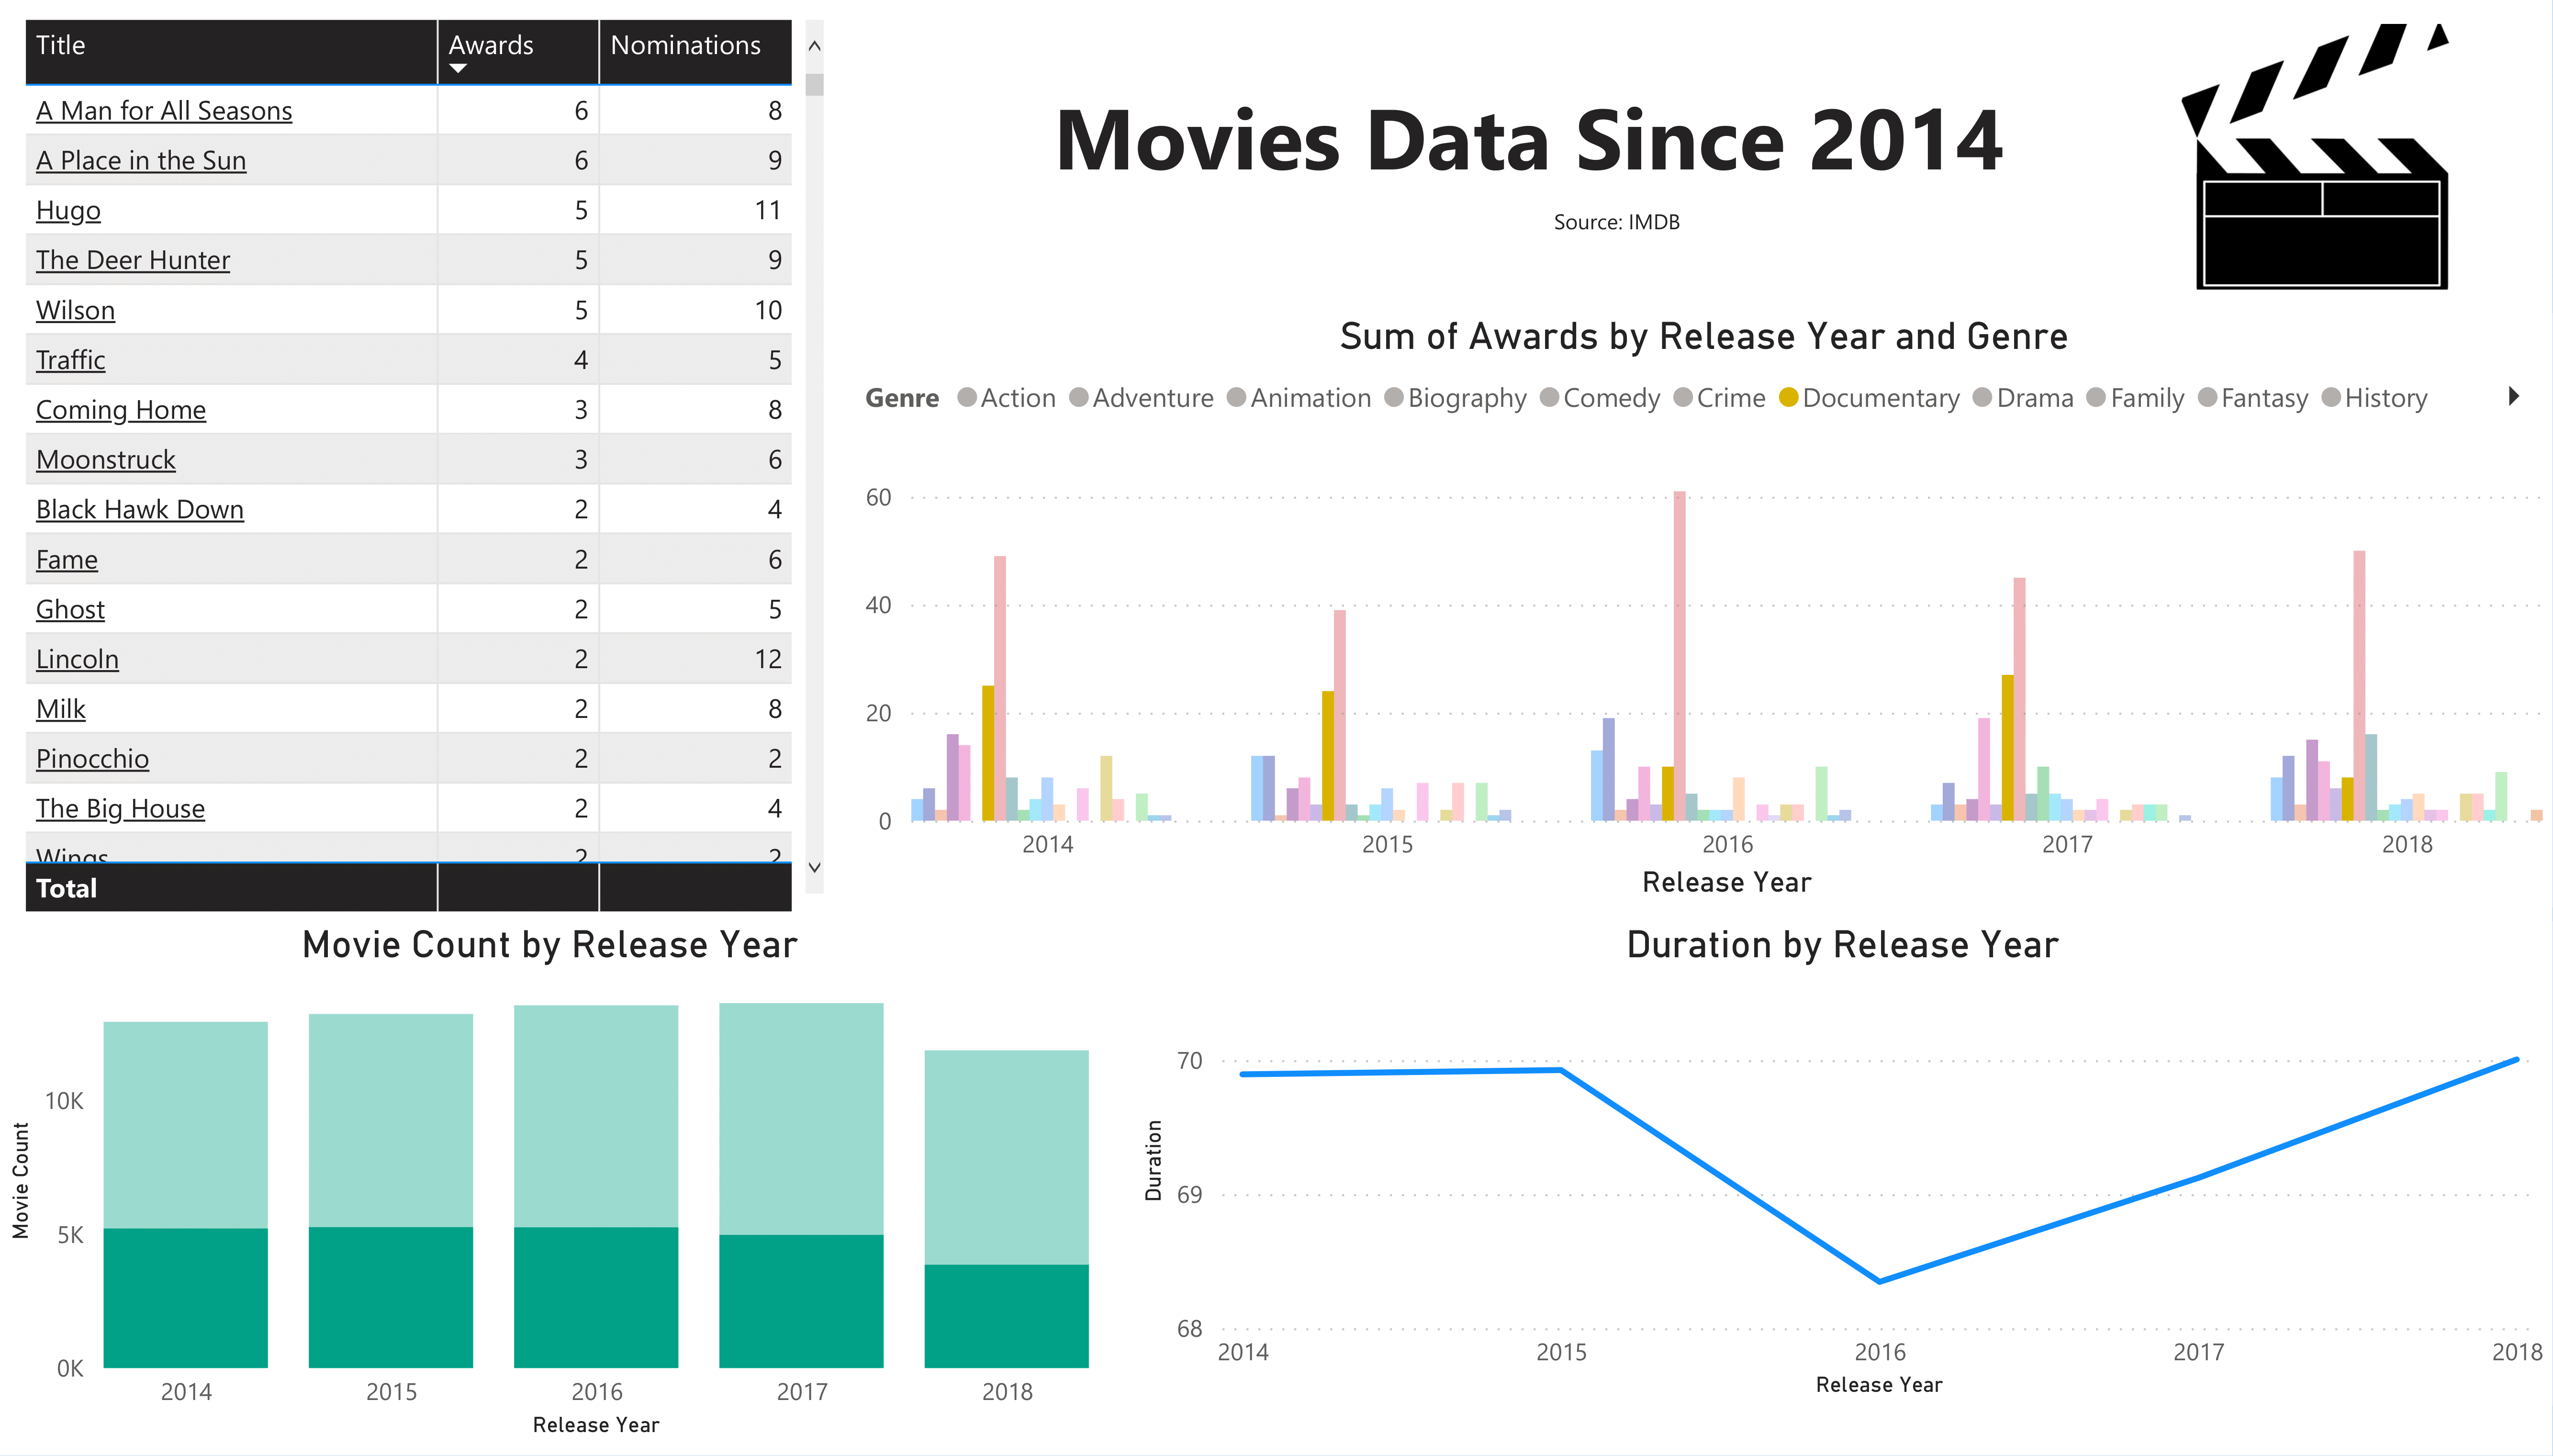 Title Awards Nominations
A Man for All Seasons 6 8
A Place in the Sun 6 9
Hugo 5 11
The Deer Hunter 5 9
Wilson 5 10
Traffic 4 5
Coming Home 3 8
Moonstruck 3 6
Black Hawk Down 2 4
Fame 2 6
Ghost 2 5
Lincoln 2 12
Milk 2 8
Pinocchio 2 2
The Big House 2 4
Wings 2 2
Total
Movies Data Since 2014
Source: IMDB
Sum of Awards by Release Year and Genre
Genre Action Adventure Animation Biography Comedy Crime Documentary Drama Family Fantasy History
60
40
20
0
2014 2015 2016 2017 2018
Release Year
Movie Count by Release Year
Movie Count
10K
5K
0K
2014 2015 2016 2017 2018
Release Year
Duration by Release Year
Duration
70
69
68
2014 2015 2016 2017 2018
Release Year